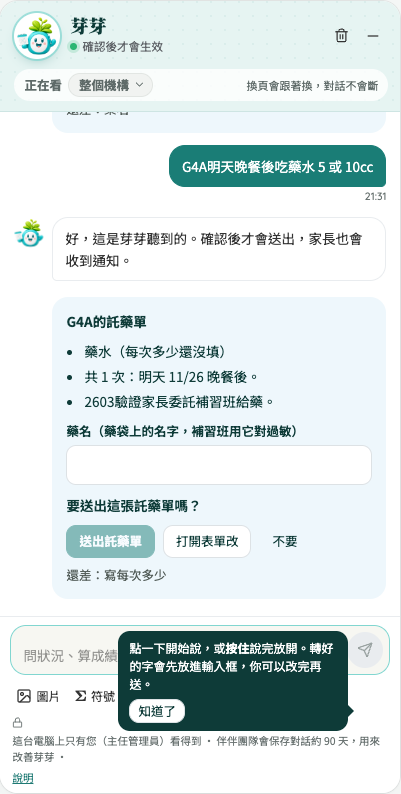 芽芽
確認後才會生效
正在看 整個機構 換頁會跟著換，對話不會斷
G4A明天晚餐後吃藥水 5 或 10cc
21:31
好，這是芽芽聽到的。確認後才會送出，家長也會
收到通知。
G4A的託藥單
• 藥水（每次多少還沒填）
• 共 1 次：明天 11/26 晚餐後。
• 2603驗證家長委託補習班給藥。
藥名（藥袋上的名字，補習班用它對過敏）
要送出這張託藥單嗎？
送出託藥單 打開表單改 不要
還差：寫每次多少
問狀況、算成績
點一下開始說，或按住說完放開。轉好
的字會先放進輸入框，你可以改完再
送。
知道了
圖片 Σ 符號
這台電腦上只有您（主任管理員）看得到 · 伴伴團隊會保存對話約 90 天，用來
改善芽芽 ·
說明